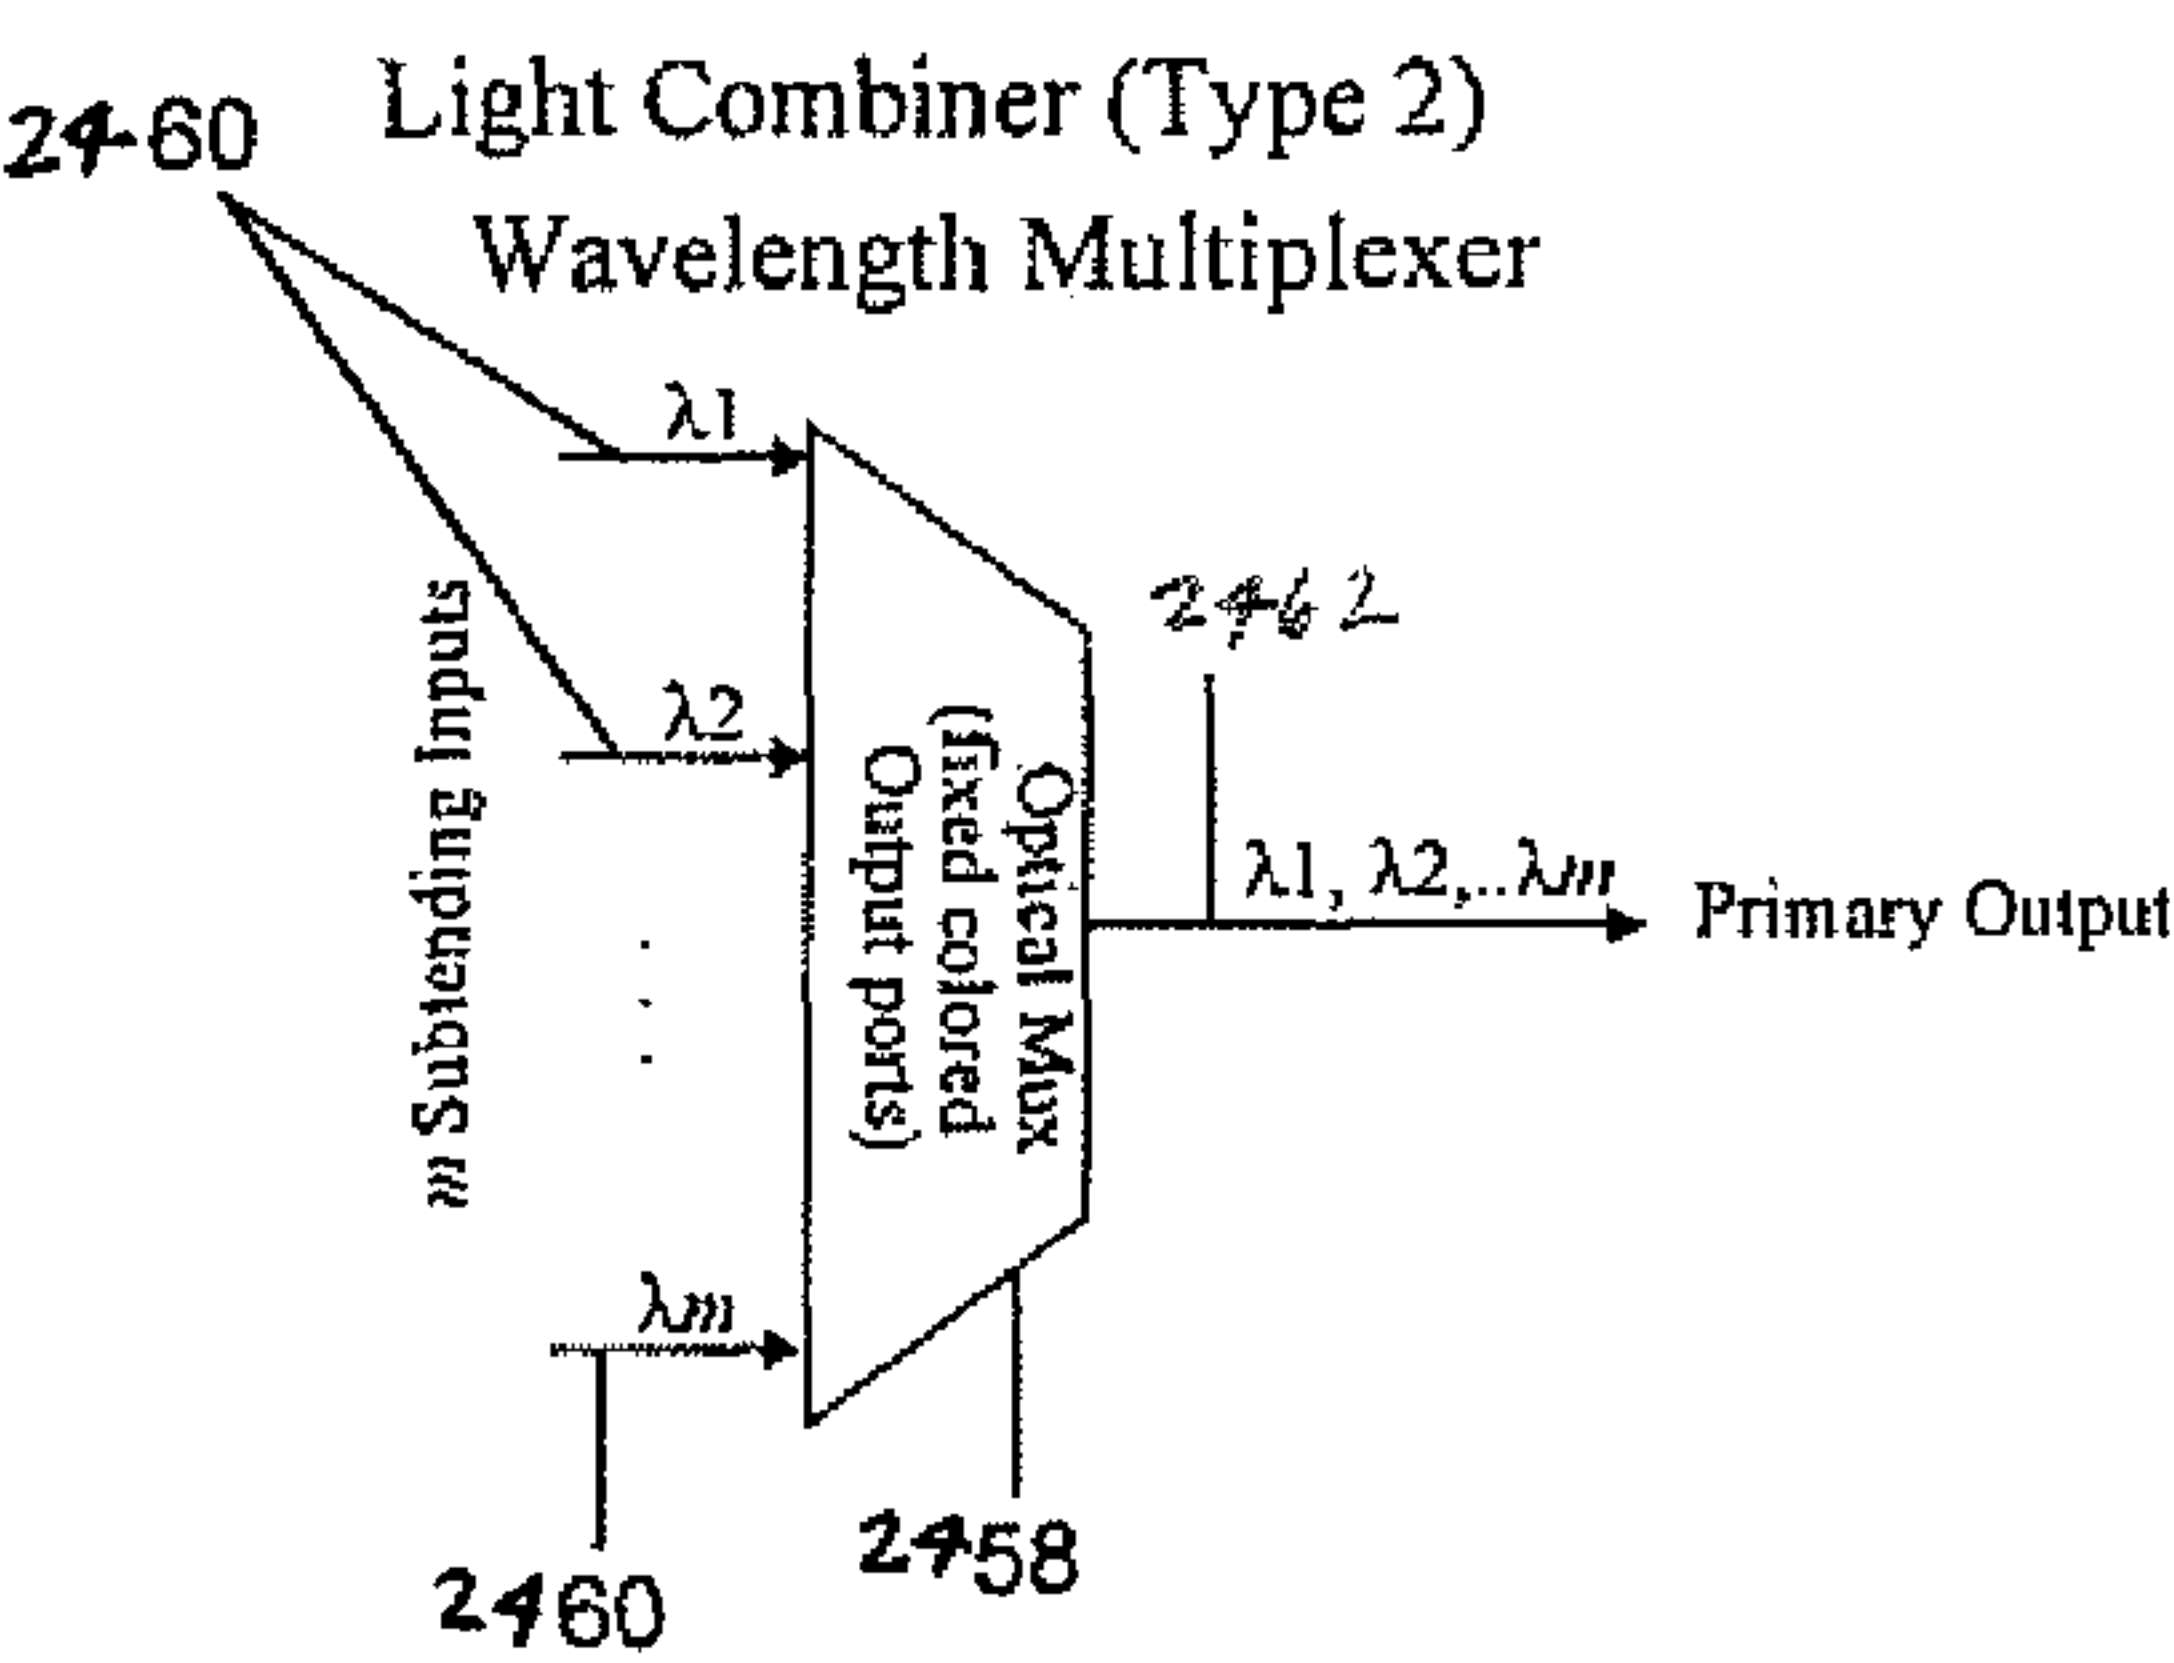 Light Combiner (Type 2)
2460
Wavelength Multiplexer
λ1
2462
λ2
m Subtending Inputs
Optical Mux
(fixed colored
Output ports)
λ1, λ2,..λm
Primary Output
λm
2458
2460